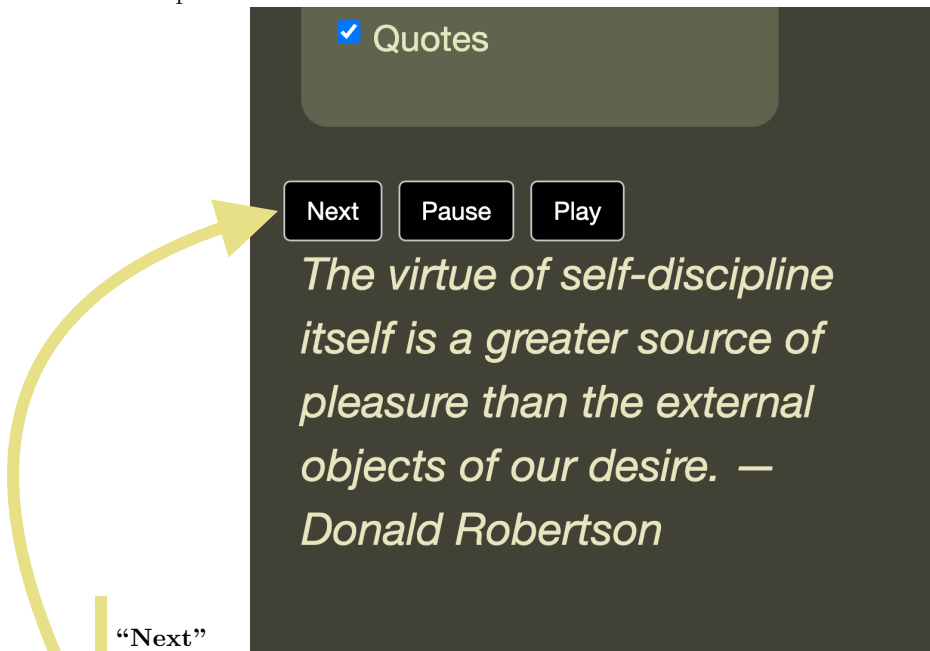 Quotes
Next Pause Play
The virtue of self-discipline
itself is a greater source of
pleasure than the external
objects of our desire. —
Donald Robertson
“Next”